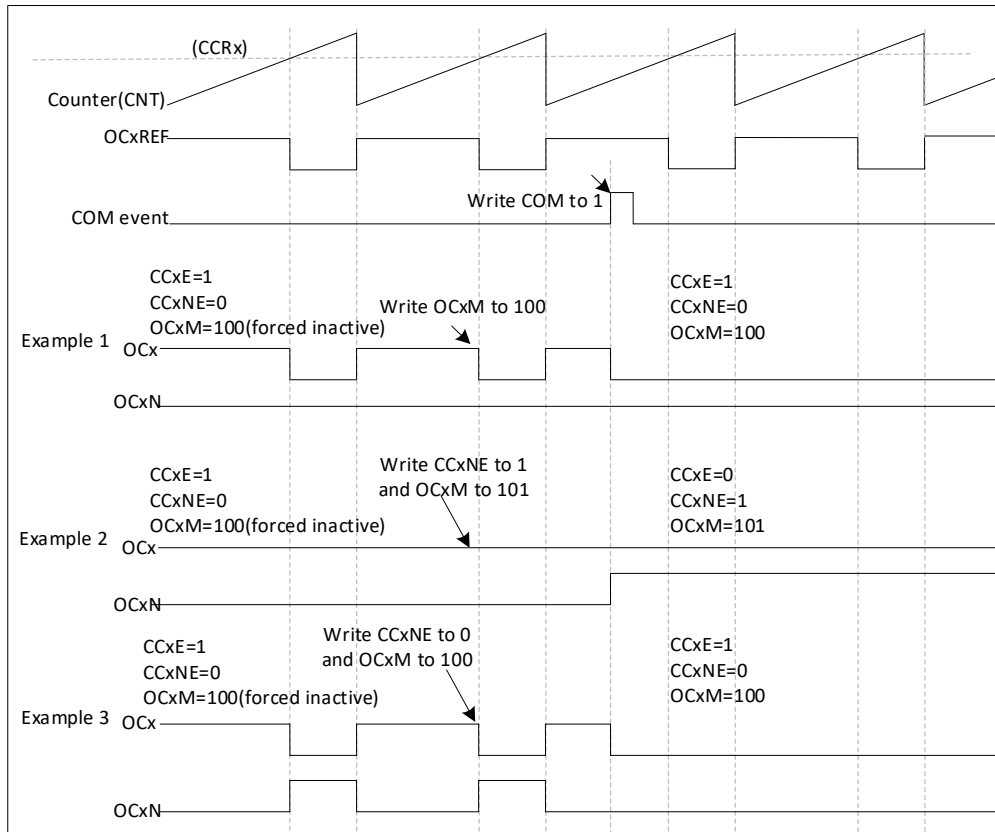 (CCRx)
Counter(CNT)
OCxREF
Write COM to 1
COM event
CCxE=1
CCxNE=0
OCxM=100(forced inactive)
Write OCxM to 100
CCxE=1
CCxNE=0
OCxM=100
Example 1
OCx
OCxN
CCxE=1
CCxNE=0
OCxM=100(forced inactive)
Write CCxNE to 1
and OCxM to 101
CCxE=0
CCxNE=1
OCxM=101
Example 2
OCx
OCxN
CCxE=1
CCxNE=0
OCxM=100(forced inactive)
Write CCxNE to 0
and OCxM to 100
CCxE=1
CCxNE=0
OCxM=100
Example 3
OCx
OCxN